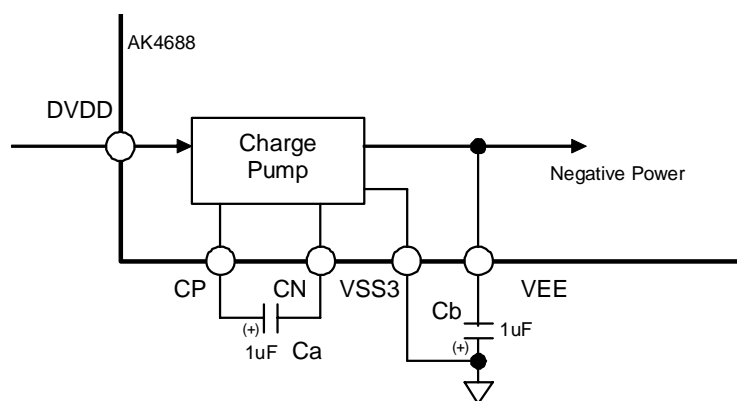 AK4688
DVDD
Charge
Pump
Negative Power
CP
CN
VSS3
VEE
(+)
1uF
Ca
Cb
1uF
(+)